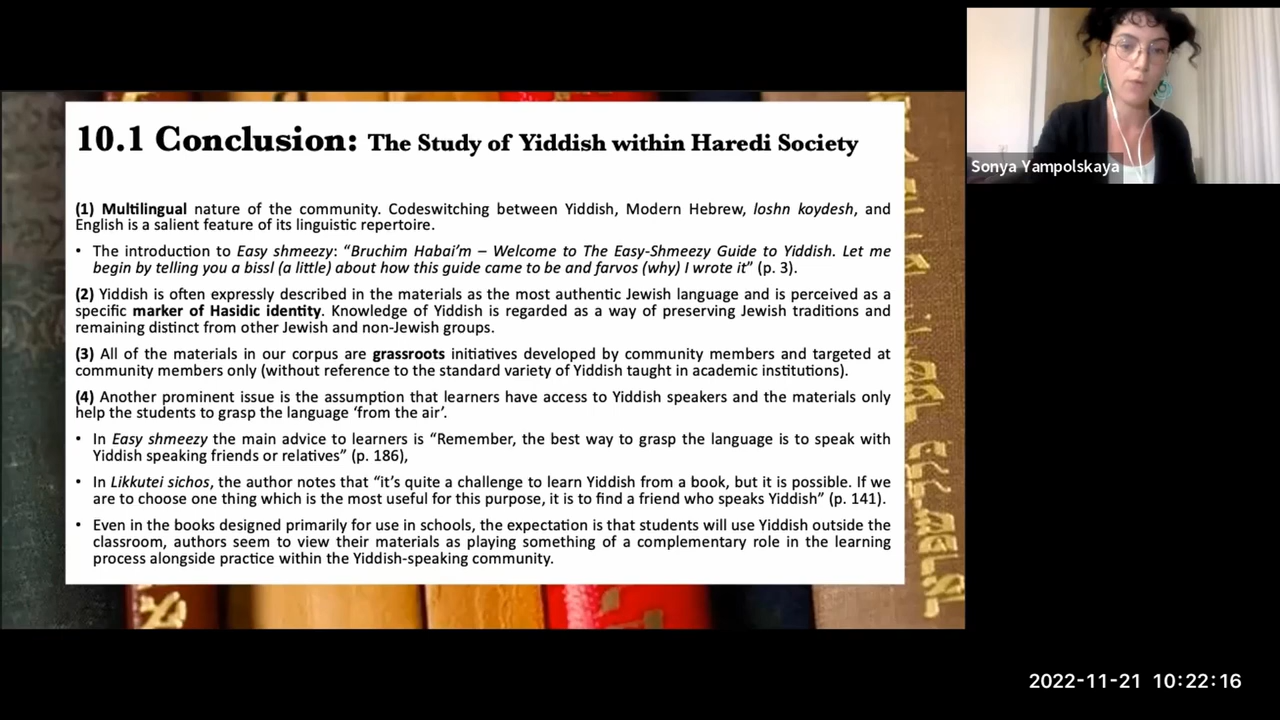 10.1 Conclusion: The Study of Yiddish within Haredi Society
(1) Multilingual nature of the community. Codeswitching between Yiddish, Modern Hebrew, loshn koydesh, and
English is a salient feature of its linguistic repertoire.
• The introduction to Easy shmeezy: “Bruchim Habai’m – Welcome to The Easy-Shmeezy Guide to Yiddish. Let me
begin by telling you a bissl (a little) about how this guide came to be and farvos (why) I wrote it” (p. 3).
(2) Yiddish is often expressly described in the materials as the most authentic Jewish language and is perceived as a
specific marker of Hasidic identity. Knowledge of Yiddish is regarded as a way of preserving Jewish traditions and
remaining distinct from other Jewish and non-Jewish groups.
(3) All of the materials in our corpus are grassroots initiatives developed by community members and targeted at
community members only (without reference to the standard variety of Yiddish taught in academic institutions).
(4) Another prominent issue is the assumption that learners have access to Yiddish speakers and the materials only
help the students to grasp the language ‘from the air’.
• In Easy shmeezy the main advice to learners is “Remember, the best way to grasp the language is to speak with
Yiddish speaking friends or relatives” (p. 186),
• In Likkutei sichos, the author notes that “it’s quite a challenge to learn Yiddish from a book, but it is possible. If we
are to choose one thing which is the most useful for this purpose, it is to find a friend who speaks Yiddish” (p. 141).
• Even in the books designed primarily for use in schools, the expectation is that students will use Yiddish outside the
classroom, authors seem to view their materials as playing something of a complementary role in the learning
process alongside practice within the Yiddish-speaking community.
Sonya Yampolskaya
2022-11-21 10:22:16